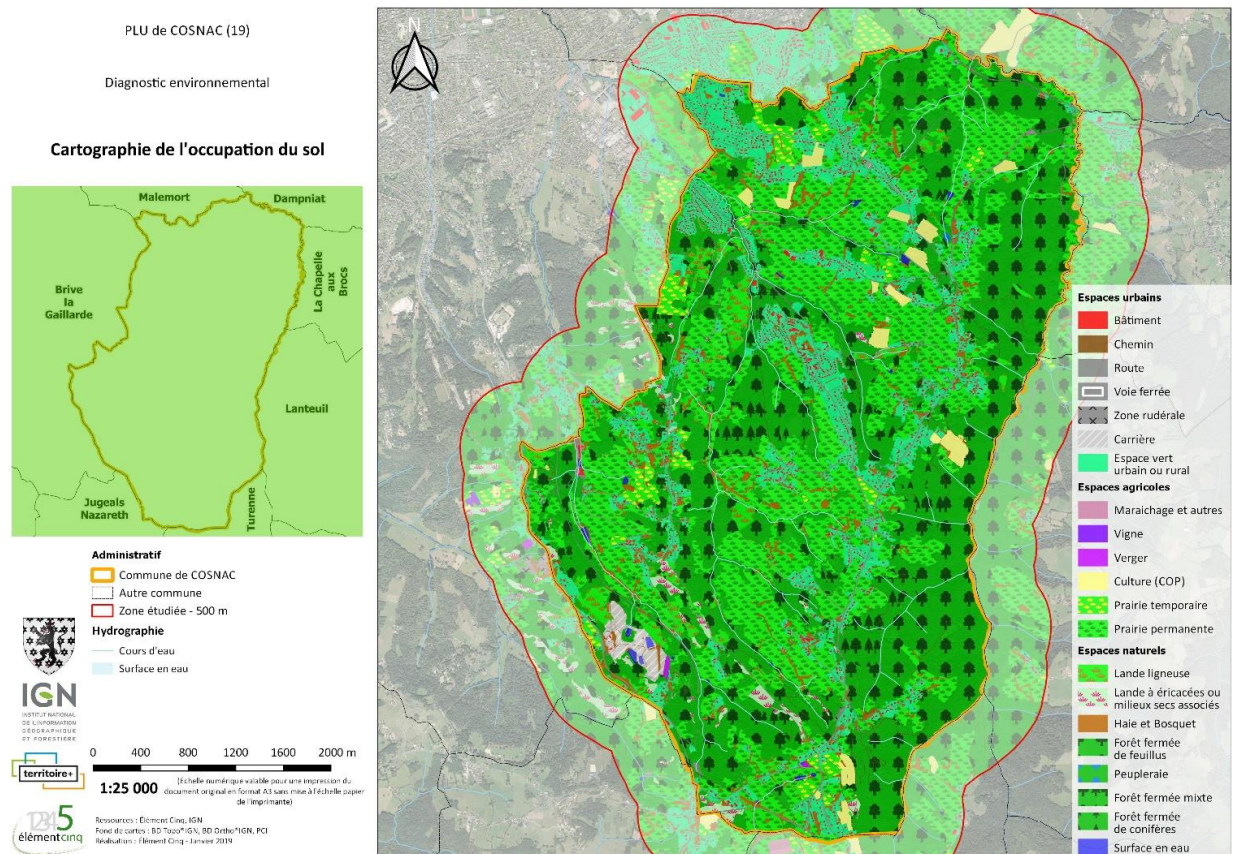 PLU de COSNAC (19)
Diagnostic environnemental
Cartographie de l'occupation du sol
Malemort
Dampniat
Brive
la
Gaillarde
La Chapelle
aux
Brocs
Lanteuil
Jugeals
Nazareth
Turenne
Administratif
Commune de COSNAC
Autre commune
Zone étudiée - 500 m
Hydrographie
Cours d'eau
Surface en eau
IGN
INSTITUT NATIONAL
DE L'INFORMATION
GÉOGRAPHIQUE
ET FORESTIÈRE
territoire+
12345
élémentcinq
0 400 800 1200 1600 2000 m
1:25 000
(Échelle numérique valable pour une impression du
document original en format A3 sans mise à l'échelle papier
de l'imprimante)
Ressources : Élément Cinq, IGN
Fond de cartes : BD Topo®IGN, BD Ortho®IGN, PCI
Réalisation : Élément Cinq - Janvier 2019
N
Espaces urbains
Bâtiment
Chemin
Route
Voie ferrée
Zone rudérale
Carrière
Espace vert
urbain ou rural
Espaces agricoles
Maraichage et autres
Vigne
Verger
Culture (COP)
Prairie temporaire
Prairie permanente
Espaces naturels
Lande ligneuse
Lande à éricacées ou
milieux secs associés
Haie et Bosquet
Forêt fermée
de feuillus
Peupleraie
Forêt fermée mixte
Forêt fermée
de conifères
Surface en eau